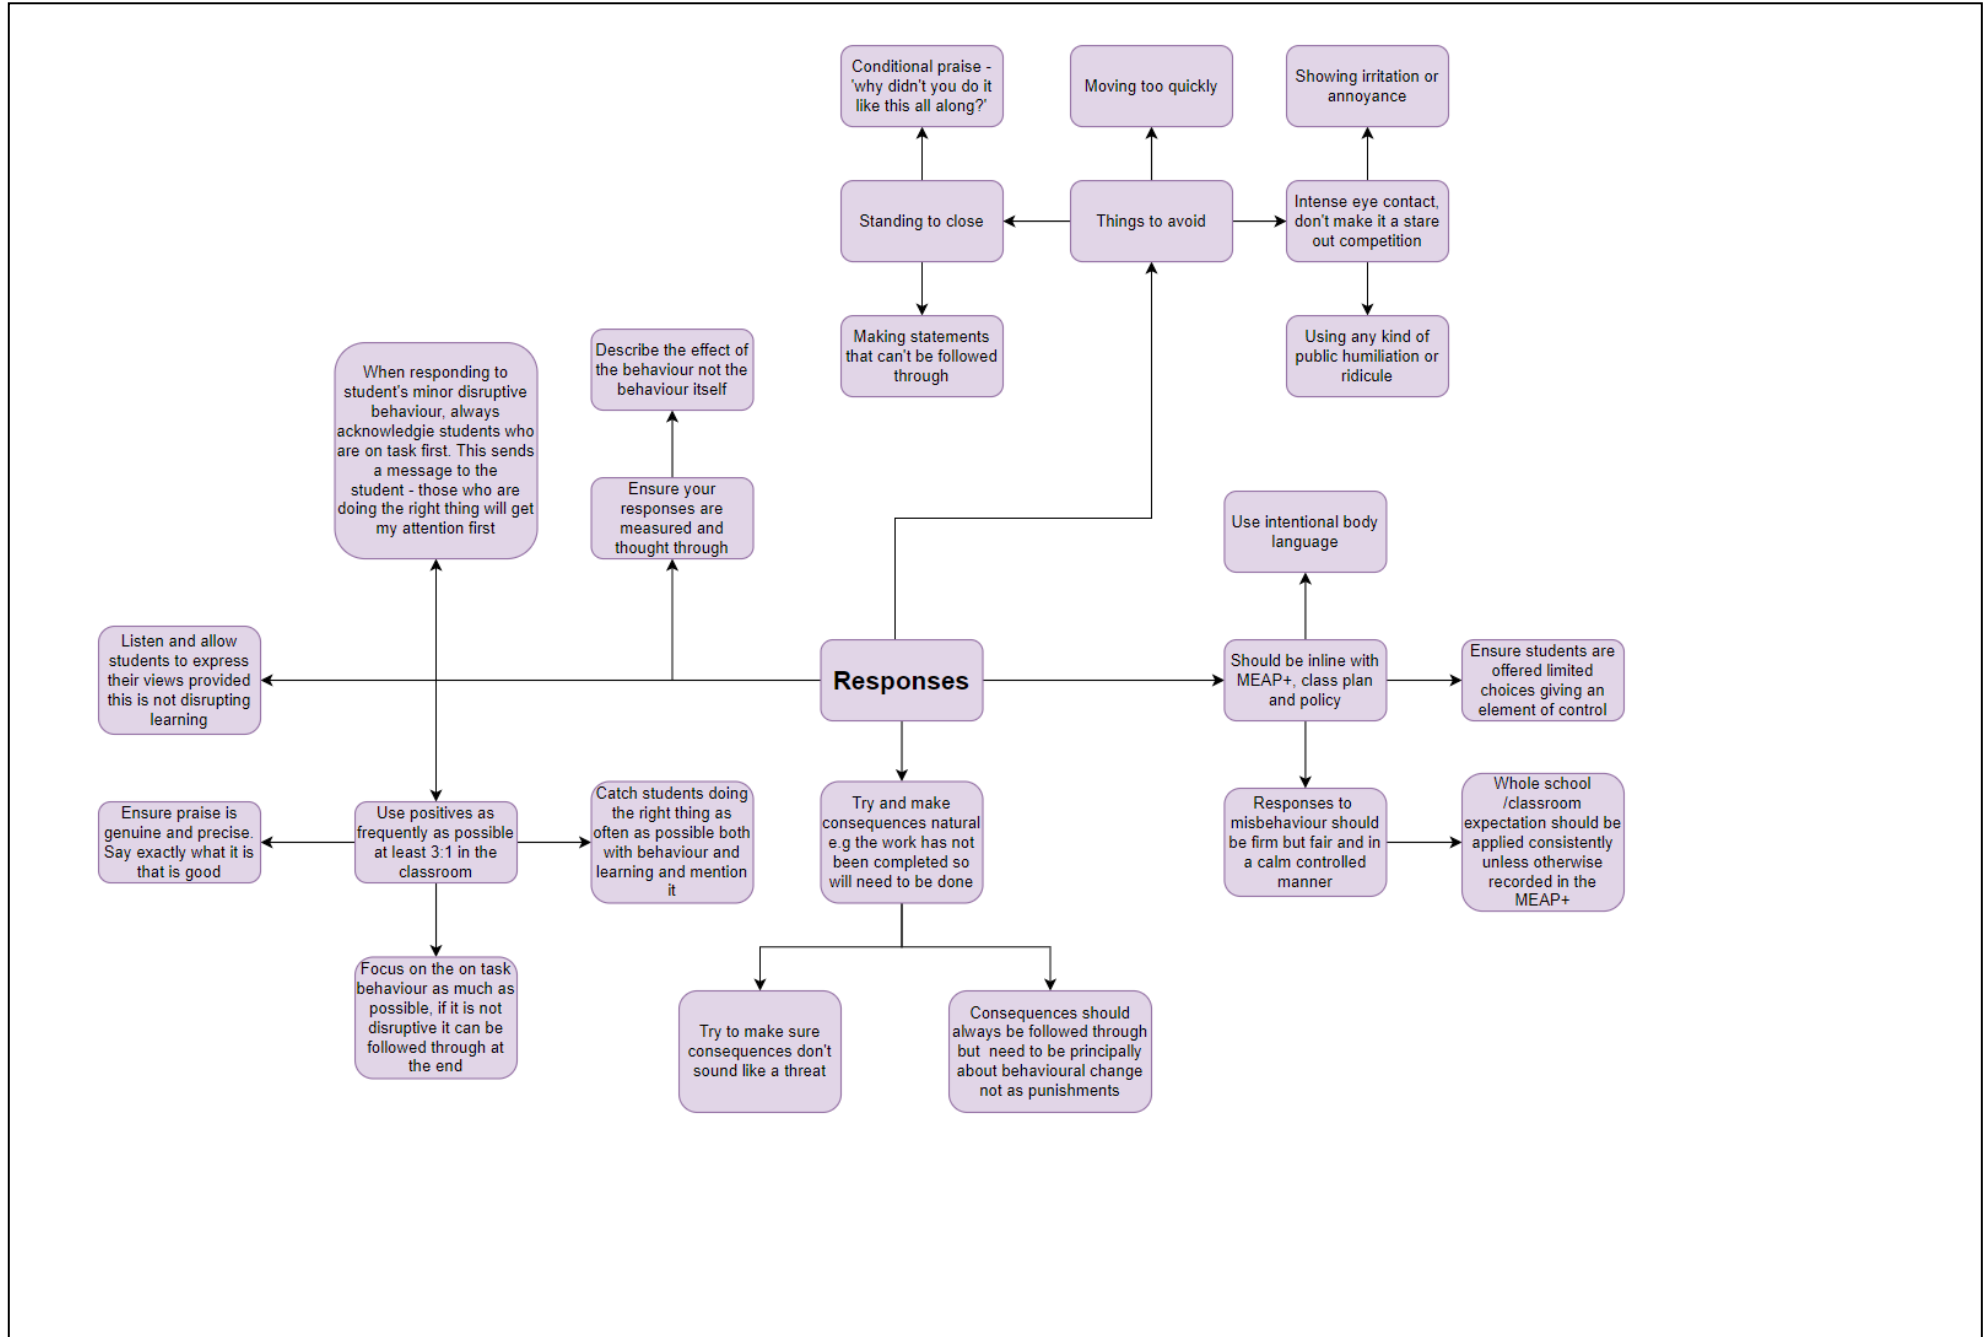 Conditional praise -
'why didn't you do it
like this all along?'
Moving too quickly
Showing irritation or
annoyance
Standing to close
Things to avoid
Intense eye contact,
don't make it a stare
out competition
Making statements
that can't be followed
through
Using any kind of
public humiliation or
ridicule
Describe the effect of
the behaviour not the
behaviour itself
When responding to
student's minor disruptive
behaviour, always
acknowledgie students who
are on task first. This sends
a message to the
student - those who are
doing the right thing will get
my attention first
Ensure your
responses are
measured and
thought through
Use intentional body
language
Listen and allow
students to express
their views provided
this is not disrupting
learning
Responses
Should be inline with
MEAP+, class plan
and policy
Ensure students are
offered limited
choices giving an
element of control
Ensure praise is
genuine and precise.
Say exactly what it is
that is good
Use positives as
frequently as possible
at least 3:1 in the
classroom
Catch students doing
the right thing as
often as possible both
with behaviour and
learning and mention
it
Try and make
consequences natural
e.g the work has not
been completed so
will need to be done
Responses to
misbehaviour should
be firm but fair and in
a calm controlled
manner
Whole school
/classroom
expectation should be
applied consistently
unless otherwise
recorded in the
MEAP+
Focus on the on task
behaviour as much as
possible, if it is not
disruptive it can be
followed through at
the end
Try to make sure
consequences don't
sound like a threat
Consequences should
always be followed through
but need to be principally
about behavioural change
not as punishments